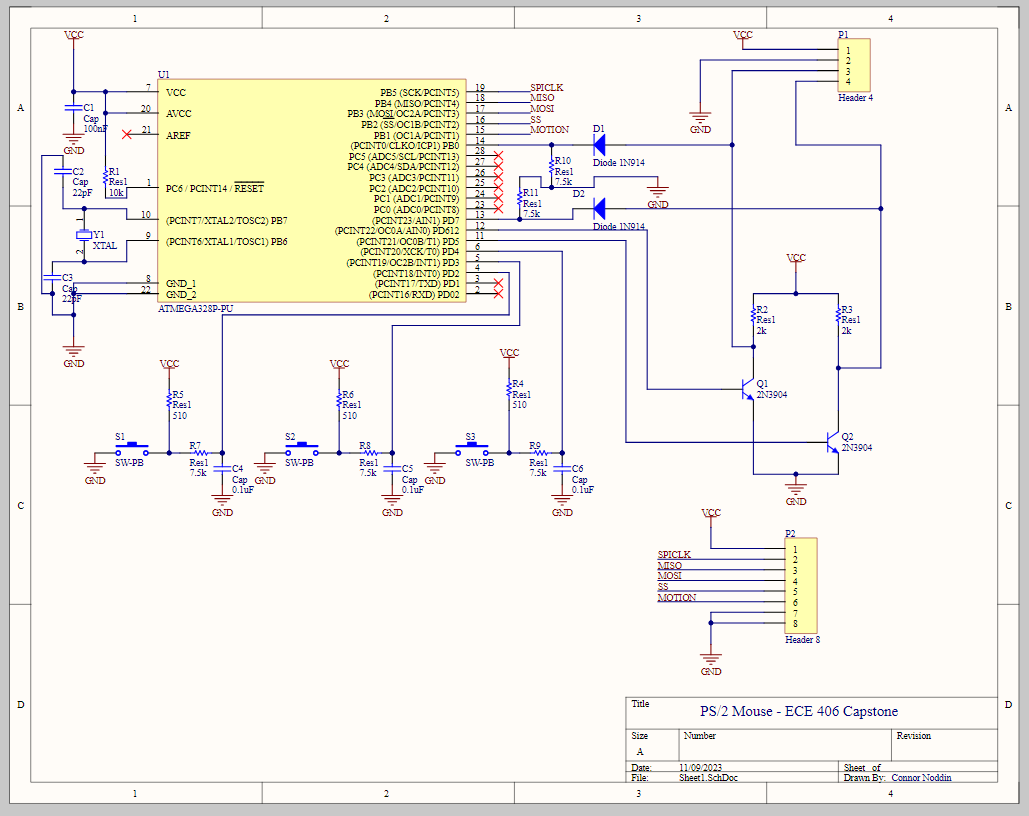 1 2 3 4
A A
B B
C C
D D
VCC
C1
Cap
100nF
GND
C2
Cap
22pF
R1
Res1
10k
1
Y1
XTAL
2
C3
Cap
22pF
GND
U1
7 VCC
20 AVCC
21 AREF
1 PC6 / PCINT14 / RESET
10 (PCINT7/XTAL2/TOSC2) PB7
9 (PCINT6/XTAL1/TOSC1) PB6
8 GND_1
22 GND_2
ATMEGA328P-PU
PB5 (SCK/PCINT5) 19 SPICLK
PB4 (MISO/PCINT4) 18 MISO
PB3 (MOSI/OC2A/PCINT3) 17 MOSI
PB2 (SS/OC1B/PCINT2) 16 SS
PB1 (OC1A/PCINT1) 15 MOTION
(PCINT0/CLKO/ICP1) PB0 14
PC5 (ADC5/SCL/PCINT13) 28
PC4 (ADC4/SDA/PCINT12) 27
PC3 (ADC3/PCINT11) 26
PC2 (ADC2/PCINT10) 25
PC1 (ADC1/PCINT9) 24
PC0 (ADC0/PCINT8) 23
(PCINT23/AIN1) PD7 13
(PCINT22/OC0A/AIN0) PD612 12
(PCINT21/OC0B/T1) PD5 11
(PCINT20/XCK/T0) PD4 6
(PCINT19/OC2B/INT1) PD3 5
(PCINT18/INT0) PD2 4
(PCINT17/TXD) PD1 3
(PCINT16/RXD) PD02 2
D1
Diode 1N914
R10
Res1
7.5k
R11
Res1
7.5k
D2
Diode 1N914
GND
VCC
GND
P1
1
2
3
4
Header 4
VCC
R2
Res1
2k
R3
Res1
2k
Q1
2N3904
Q2
2N3904
GND
VCC
R5
Res1
510
S1
SW-PB
GND
R7
Res1
7.5k
C4
Cap
0.1uF
GND
VCC
R6
Res1
510
S2
SW-PB
GND
R8
Res1
7.5k
C5
Cap
0.1uF
GND
VCC
R4
Res1
510
S3
SW-PB
GND
R9
Res1
7.5k
C6
Cap
0.1uF
GND
VCC
P2
1
SPICLK 2
MISO 3
MOSI 4
SS 5
MOTION 6
7
8
Header 8
GND
Title
PS/2 Mouse - ECE 406 Capstone
Size Number Revision
A
Date: 11/09/2023 Sheet of
File: Sheet1.SchDoc Drawn By: Connor Noddin
1 2 3 4